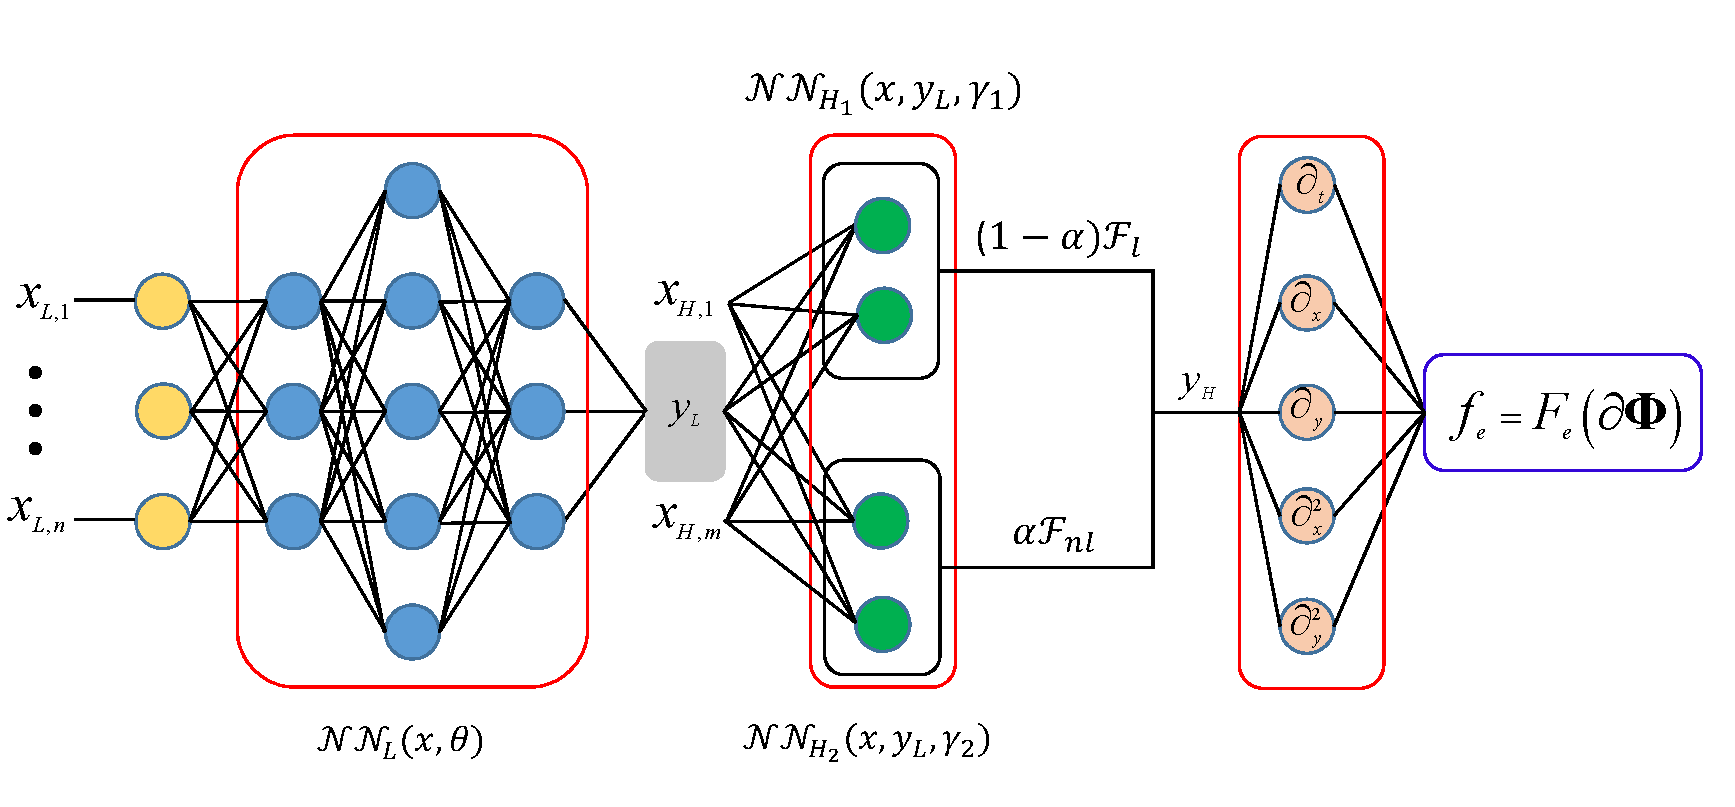 𝒩𝒩_{H_1}(x, y_L, γ_1)
x_{L,1}
x_{L,n}
𝒩𝒩_L(x, θ)
y_L
x_{H,1}
x_{H,m}
𝒩𝒩_{H_2}(x, y_L, γ_2)
(1 − α)ℱ_l
αℱ_{nl}
y_H
∂_t
∂_x
∂_y
∂_x^2
∂_y^2
f_e = F_e(∂Φ)